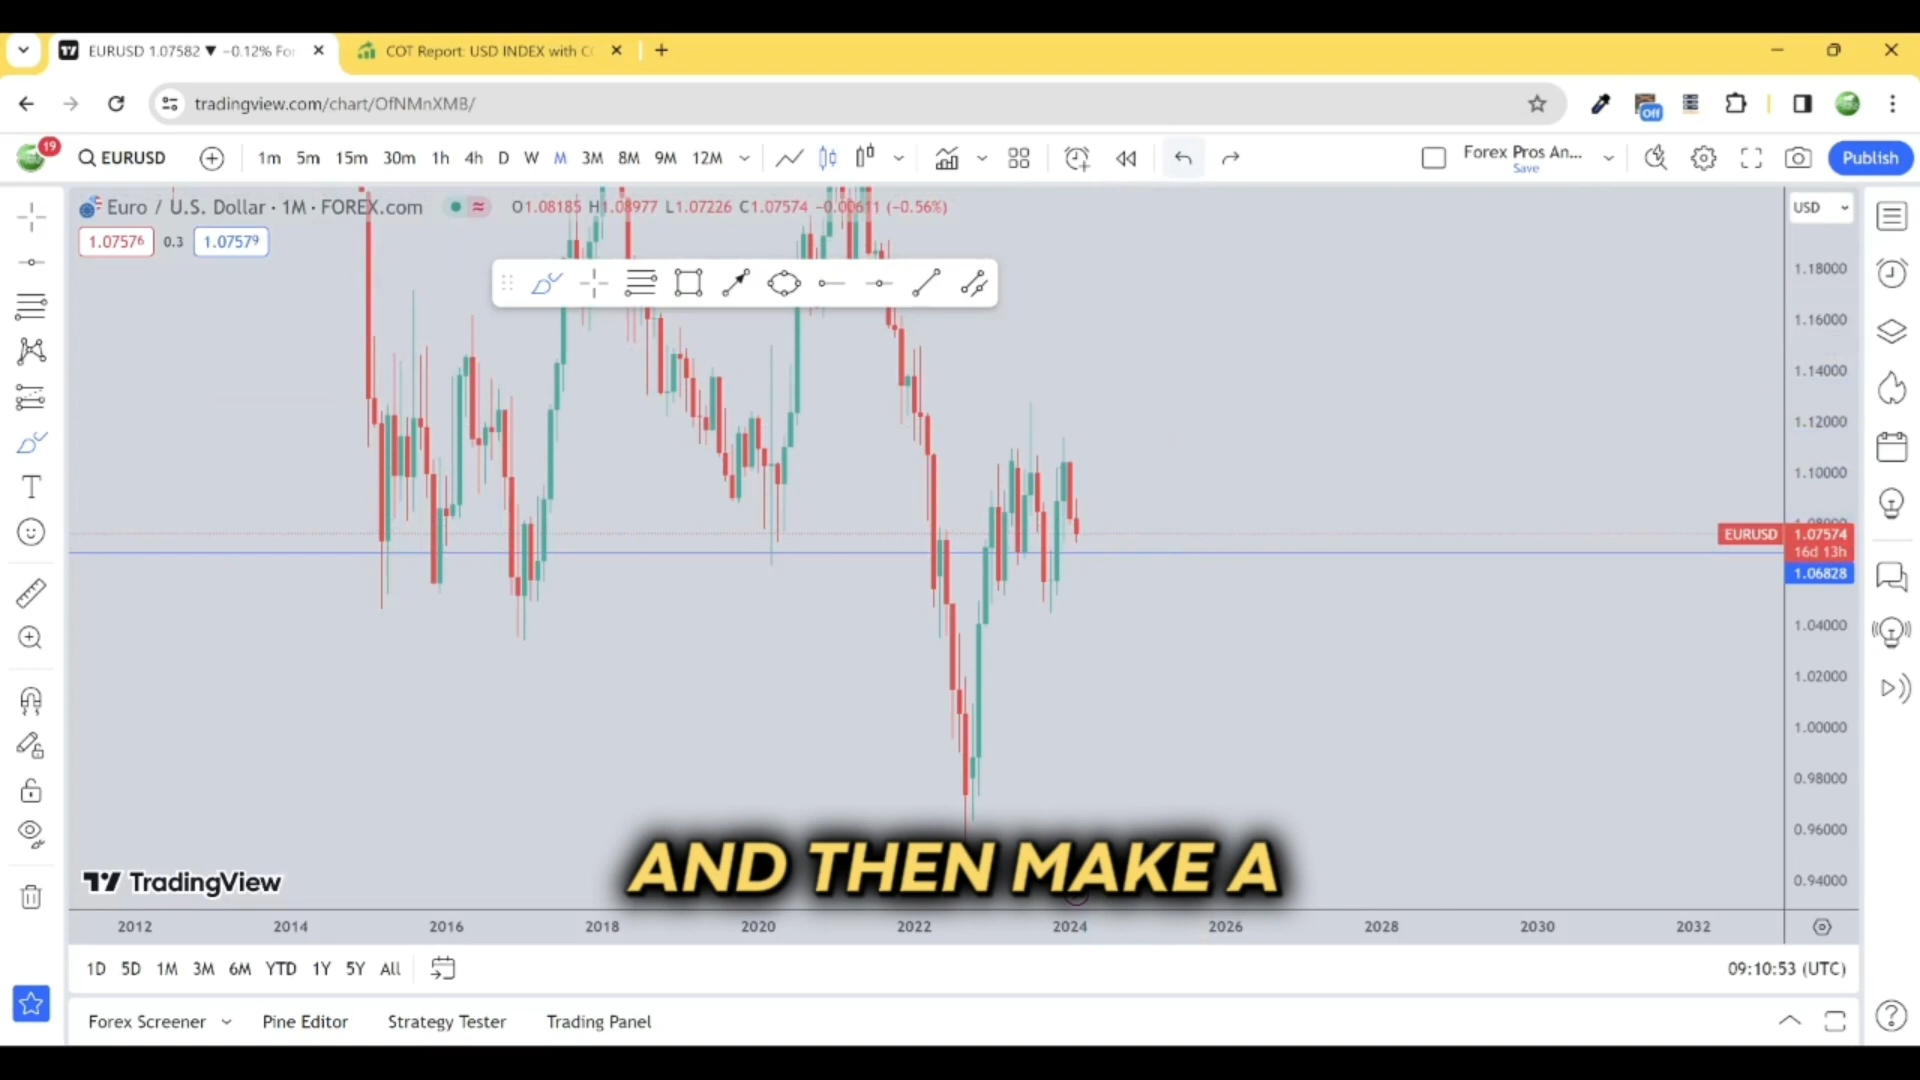 EURUSD 1.07582 ▼ −0.12% For
COT Report: USD INDEX with CO
tradingview.com/chart/OfNMnXMB/
Off
19
EURUSD
1m 5m 15m 30m 1h 4h D W M 3M 8M 9M 12M
Forex Pros An...
Save
Publish
Euro / U.S. Dollar · 1M · FOREX.com
O1.08185 H1.08977 L1.07226 C1.07574 −0.00611 (−0.56%)
USD
1.07576 0.3 1.07579
1.18000
1.16000
1.14000
1.12000
1.10000
1.08000
EURUSD 1.07574
16d 13h
1.06828
1.04000
1.02000
1.00000
0.98000
0.96000
0.94000
AND THEN MAKE A
TradingView
2012 2014 2016 2018 2020 2022 2024 2026 2028 2030 2032
1D 5D 1M 3M 6M YTD 1Y 5Y All
09:10:53 (UTC)
Forex Screener Pine Editor Strategy Tester Trading Panel